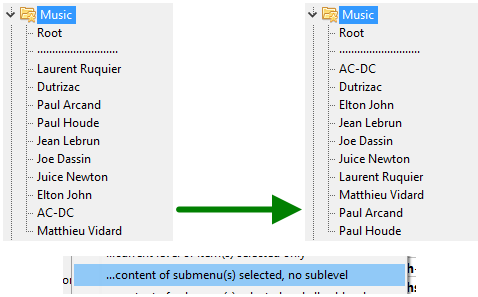 Music
Root
............................
Laurent Ruquier
Dutrizac
Paul Arcand
Paul Houde
Jean Lebrun
Joe Dassin
Juice Newton
Elton John
AC-DC
Matthieu Vidard
Music
Root
............................
AC-DC
Dutrizac
Elton John
Jean Lebrun
Joe Dassin
Juice Newton
Laurent Ruquier
Matthieu Vidard
Paul Arcand
Paul Houde
...content of submenu(s) selected, no sublevel